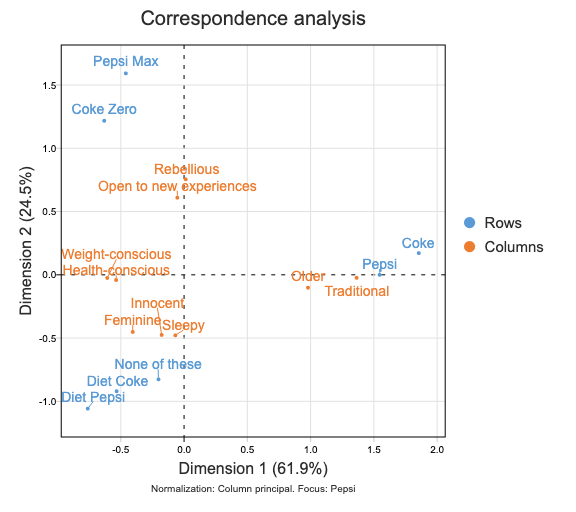 Correspondence analysis
Pepsi Max
1.5
Coke Zero
1.0
Rebellious
Open to new experiences
0.5
Coke
Rows
Weight-conscious
Columns
Pepsi
Health-conscious
0.0
Older
Traditional
Innocent
Feminine
Sleepy
-0.5
None of these
Diet Coke
Diet Pepsi
-1.0
Dimension 2 (24.5%)
-0.5
0.0
0.5
1.0
1.5
2.0
Dimension 1 (61.9%)
Normalization: Column principal. Focus: Pepsi